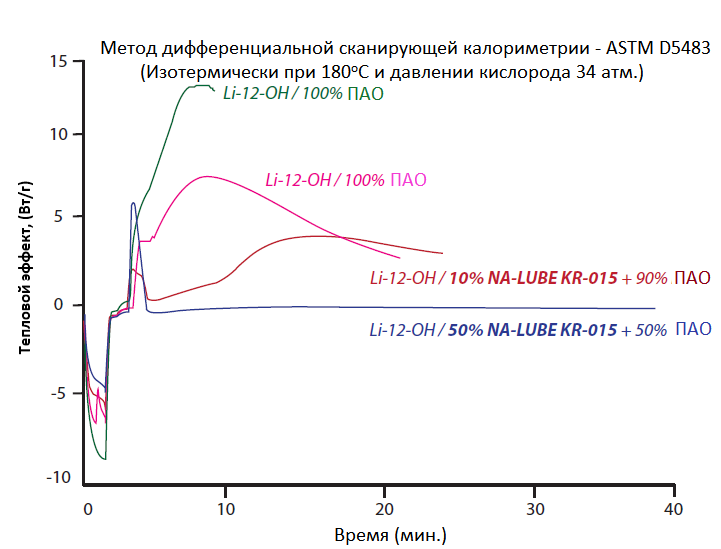 Метод дифференциальной сканирующей калориметрии - ASTM D5483
(Изотермически при 180°С и давлении кислорода 34 атм.)
15
Li-12-OH / 100% ПАО
10
Li-12-OH / 100% ПАО
5
Li-12-OH / 10% NA-LUBE KR-015 + 90% ПАО
0
Li-12-OH / 50% NA-LUBE KR-015 + 50% ПАО
-5
-10
Тепловой эффект, (Вт/г)
0 10 20 30 40
Время (мин.)